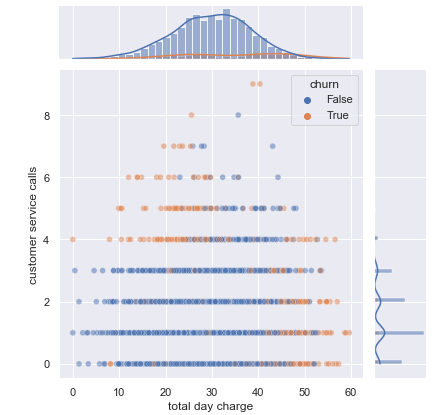 churn
False
True
8
6
4
2
0
customer service calls
0 10 20 30 40 50 60
total day charge